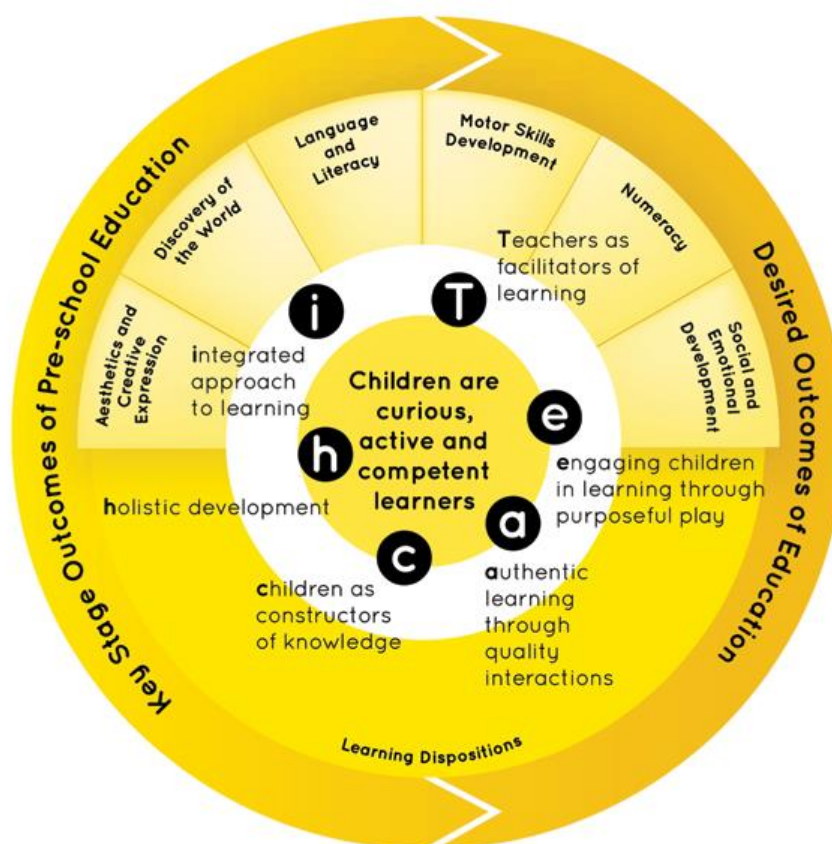 Key Stage Outcomes of Pre-school Education
Desired Outcomes of Education
Aesthetics and
Creative
Expression
Discovery of
the World
Language
and
Literacy
Motor Skills
Development
Numeracy
Social and
Emotional
Development
i
integrated
approach
to learning
T
Teachers as
facilitators of
learning
e
engaging children
in learning through
purposeful play
a
authentic
learning
through
quality
interactions
c
children as
constructors
of knowledge
h
holistic development
Children are
curious,
active and
competent
learners
Learning Dispositions